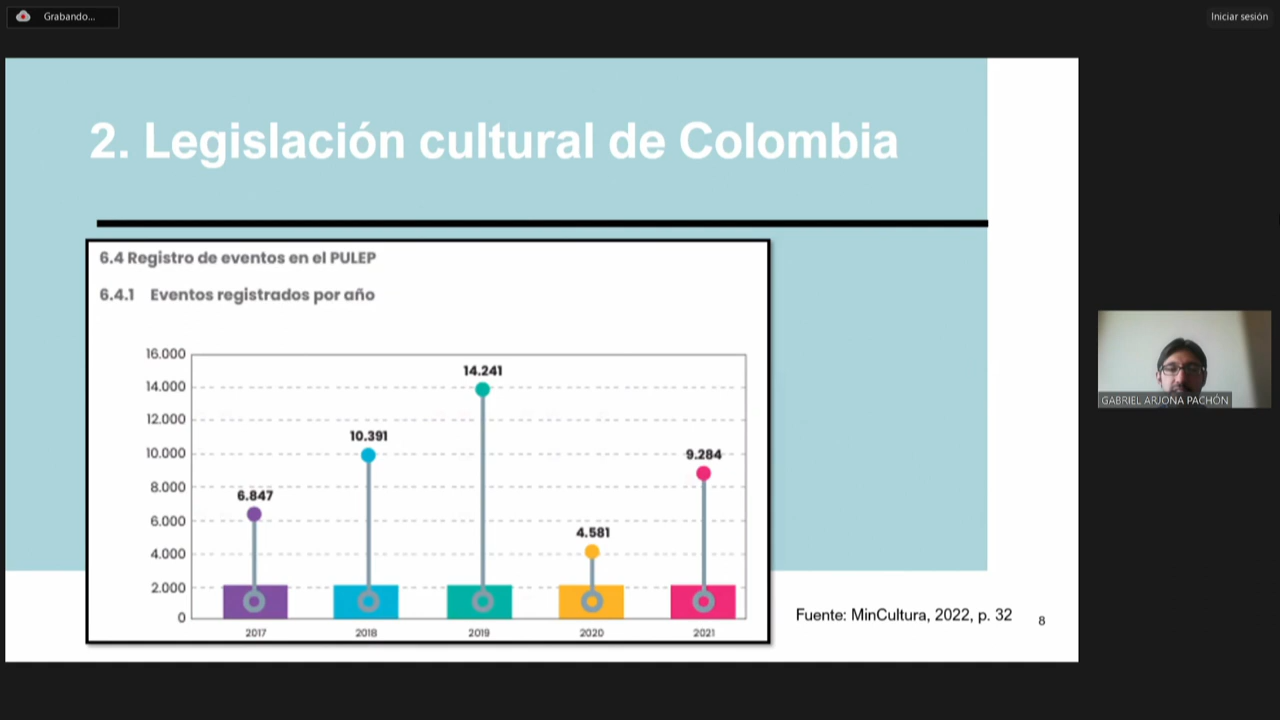 Grabando...
Iniciar sesión
2. Legislación cultural de Colombia
6.4 Registro de eventos en el PULEP
6.4.1 Eventos registrados por año
16.000
14.000
12.000
10.000
8.000
6.000
4.000
2.000
0
6.847
10.391
14.241
4.581
9.284
2017
2018
2019
2020
2021
Fuente: MinCultura, 2022, p. 32
8
GABRIEL ARJONA PACHÓN